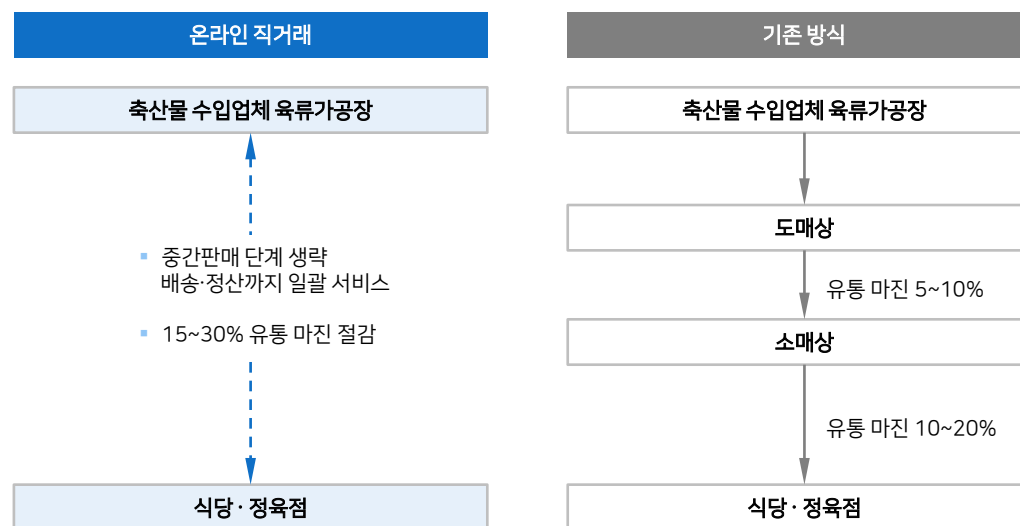 온라인 직거래
축산물 수입업체 육류가공장
중간판매 단계 생략
배송·정산까지 일괄 서비스
15~30% 유통 마진 절감
식당 · 정육점
기존 방식
축산물 수입업체 육류가공장
도매상
유통 마진 5~10%
소매상
유통 마진 10~20%
식당 · 정육점